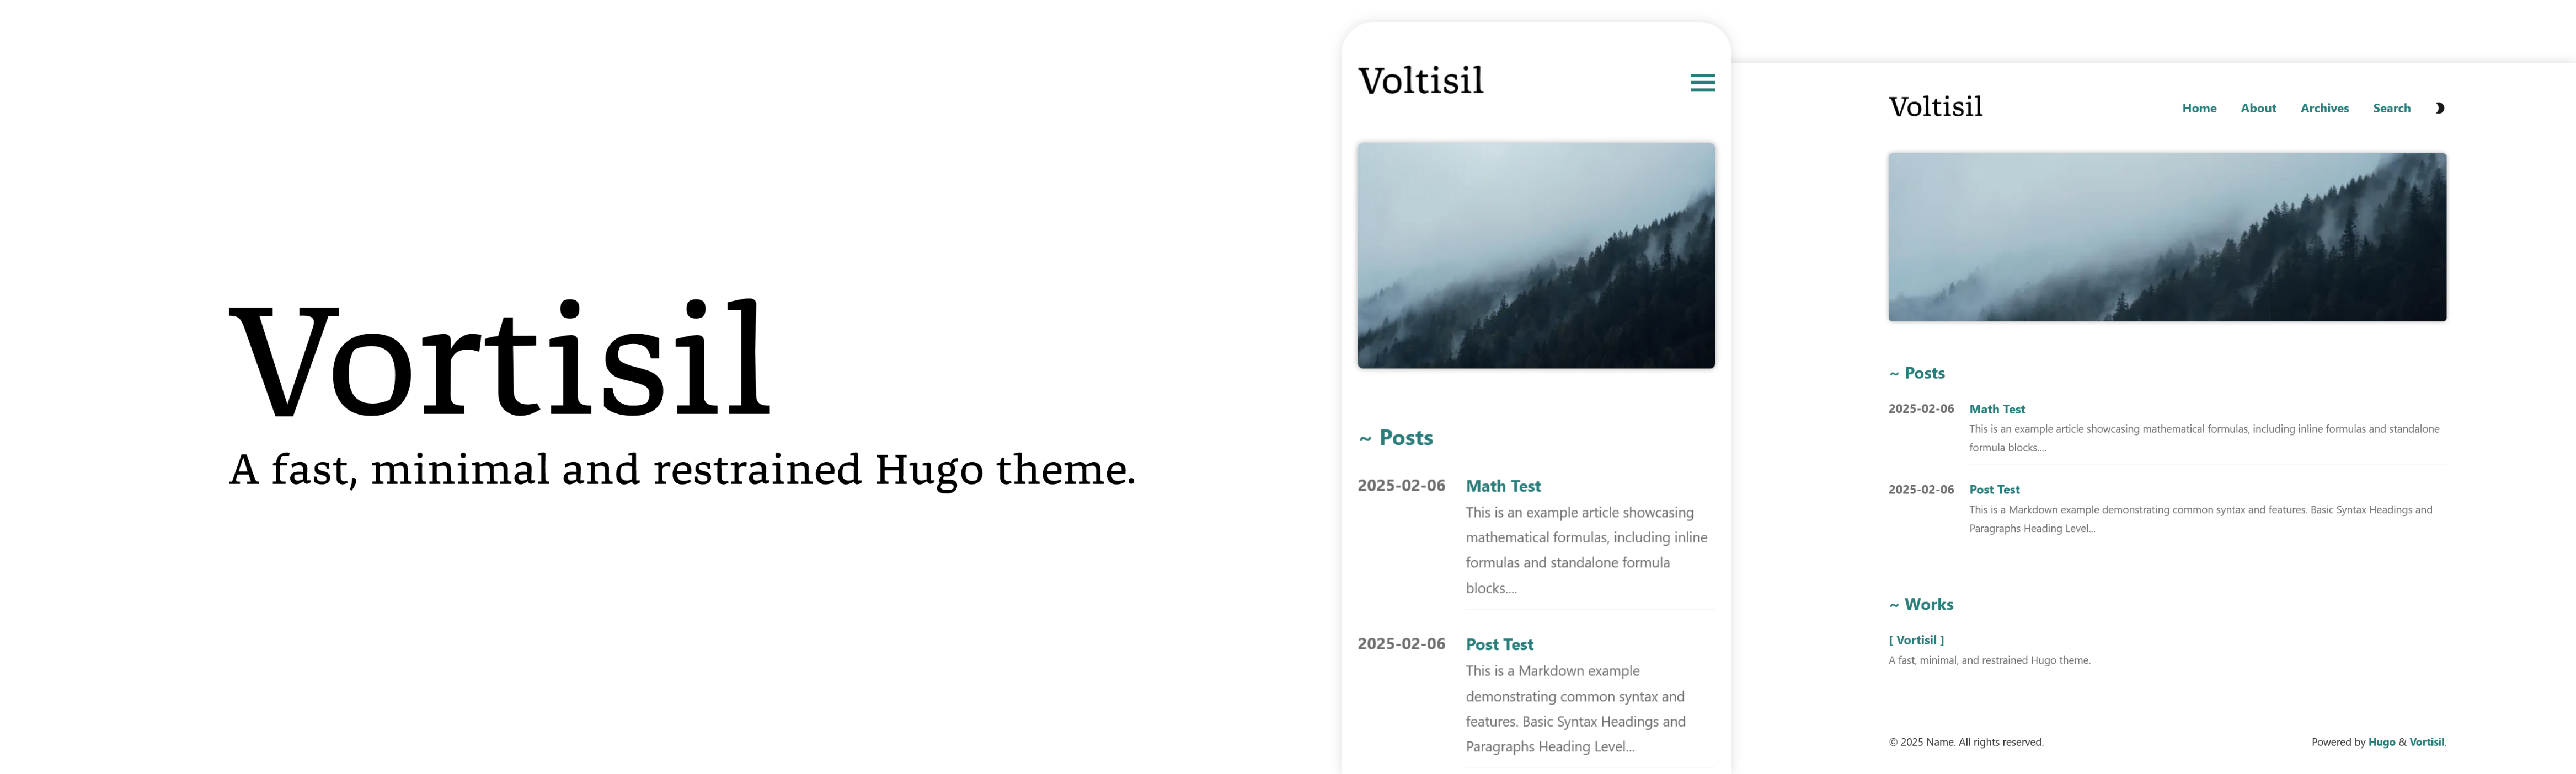 Vortisil
A fast, minimal and restrained Hugo theme.
Voltisil
~ Posts
2025-02-06
Math Test
This is an example article showcasing
mathematical formulas, including inline
formulas and standalone formula
blocks....
2025-02-06
Post Test
This is a Markdown example
demonstrating common syntax and
features. Basic Syntax Headings and
Paragraphs Heading Level...
Voltisil
Home About Archives Search
~ Posts
2025-02-06 Math Test
This is an example article showcasing mathematical formulas, including inline formulas and standalone
formula blocks....
2025-02-06 Post Test
This is a Markdown example demonstrating common syntax and features. Basic Syntax Headings and
Paragraphs Heading Level...
~ Works
[ Vortisil ]
A fast, minimal, and restrained Hugo theme.
© 2025 Name. All rights reserved. Powered by Hugo & Vortisil.